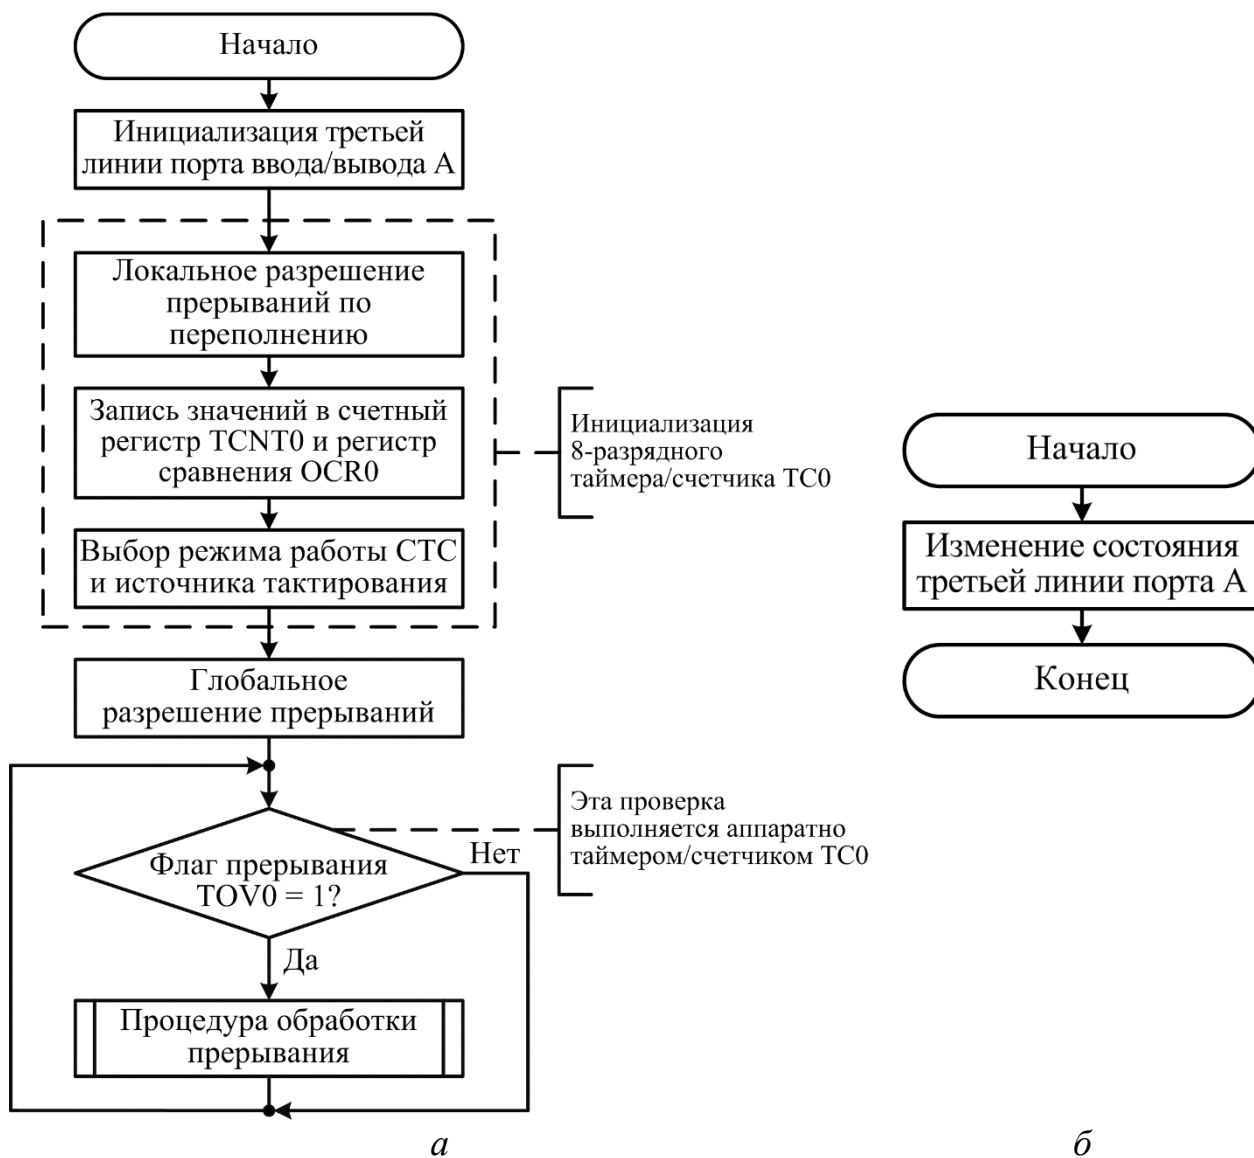 Начало
Инициализация третьей
линии порта ввода/вывода А
Локальное разрешение
прерываний по
переполнению
Запись значений в счетный
регистр TCNT0 и регистр
сравнения OCR0
Выбор режима работы СТС
и источника тактирования
Инициализация
8-разрядного
таймера/счетчика ТС0
Глобальное
разрешение прерываний
Флаг прерывания
TOV0 = 1?
Нет
Да
Эта проверка
выполняется аппаратно
таймером/счетчиком ТС0
Процедура обработки
прерывания
а
Начало
Изменение состояния
третьей линии порта А
Конец
б